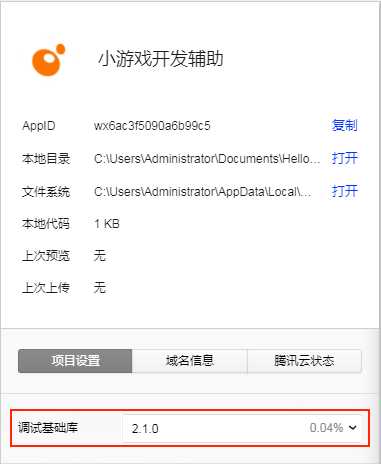 小游戏开发辅助
AppID wx6ac3f5090a6b99c5 复制
本地目录 C:\Users\Administrator\Documents\Hello... 打开
文件系统 C:\Users\Administrator\AppData\Local\... 打开
本地代码 1 KB
上次预览 无
上次上传 无
项目设置 域名信息 腾讯云状态
调试基础库 2.1.0 0.04%